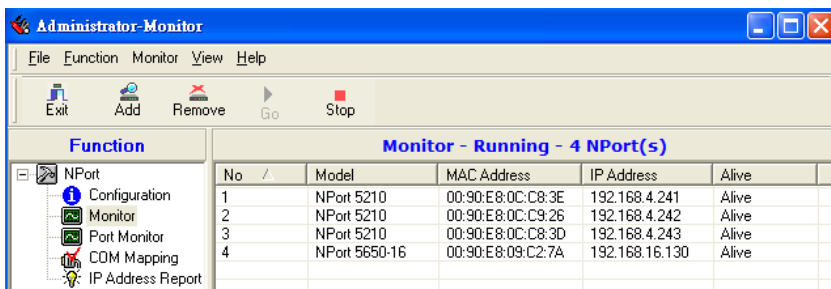 Administrator-Monitor
File Function Monitor View Help
Exit Add Remove Go Stop
Function
Monitor - Running - 4 NPort(s)
NPort
Configuration
Monitor
Port Monitor
COM Mapping
IP Address Report
No Model MAC Address IP Address Alive
1 NPort 5210 00:90:E8:0C:C8:3E 192.168.4.241 Alive
2 NPort 5210 00:90:E8:0C:C9:26 192.168.4.242 Alive
3 NPort 5210 00:90:E8:0C:C8:3D 192.168.4.243 Alive
4 NPort 5650-16 00:90:E8:09:C2:7A 192.168.16.130 Alive